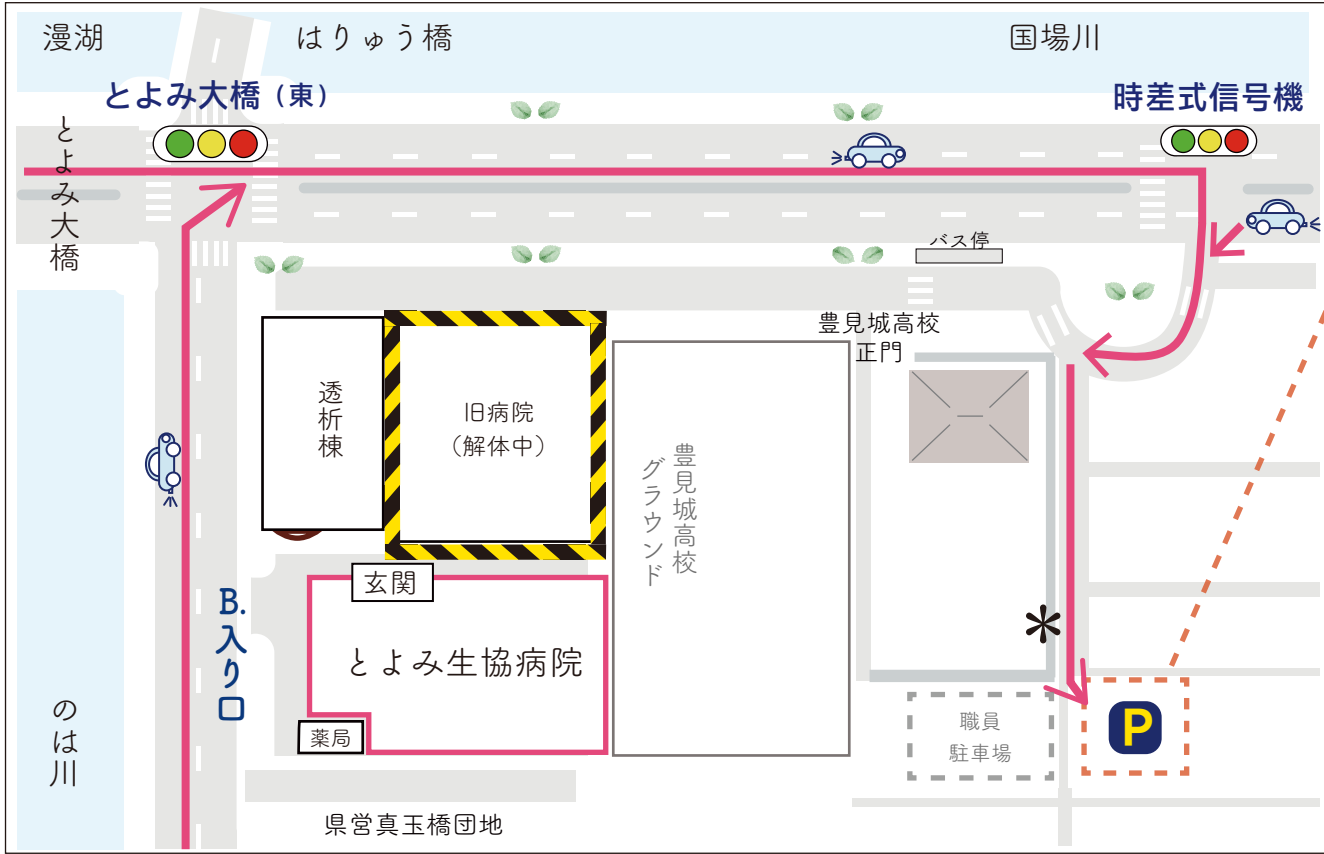 漫湖
はりゅう橋
国場川
とよみ大橋（東）
時差式信号機
とよみ大橋
バス停
豊見城高校
正門
透析棟
旧病院
（解体中）
豊見城高校
グラウンド
玄関
B.入り口
とよみ生協病院
のは川
薬局
職員
駐車場
P
県営真玉橋団地